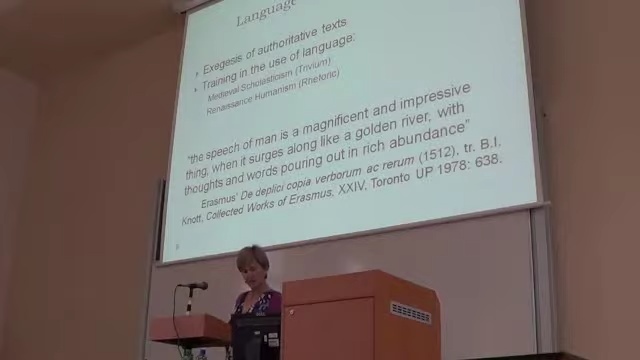 Language
Exegesis of authoritative texts
Training in the use of language:
Medieval Scholasticism (Trivium)
Renaissance Humanism (Rhetoric)
"the speech of man is a magnificent and impressive
thing, when it surges along like a golden river, with
thoughts and words pouring out in rich abundance"
Erasmus' De deplici copia verborum ac rerum (1512), tr. B.I.
Knott, Collected Works of Erasmus, XXIV, Toronto UP 1978: 638.